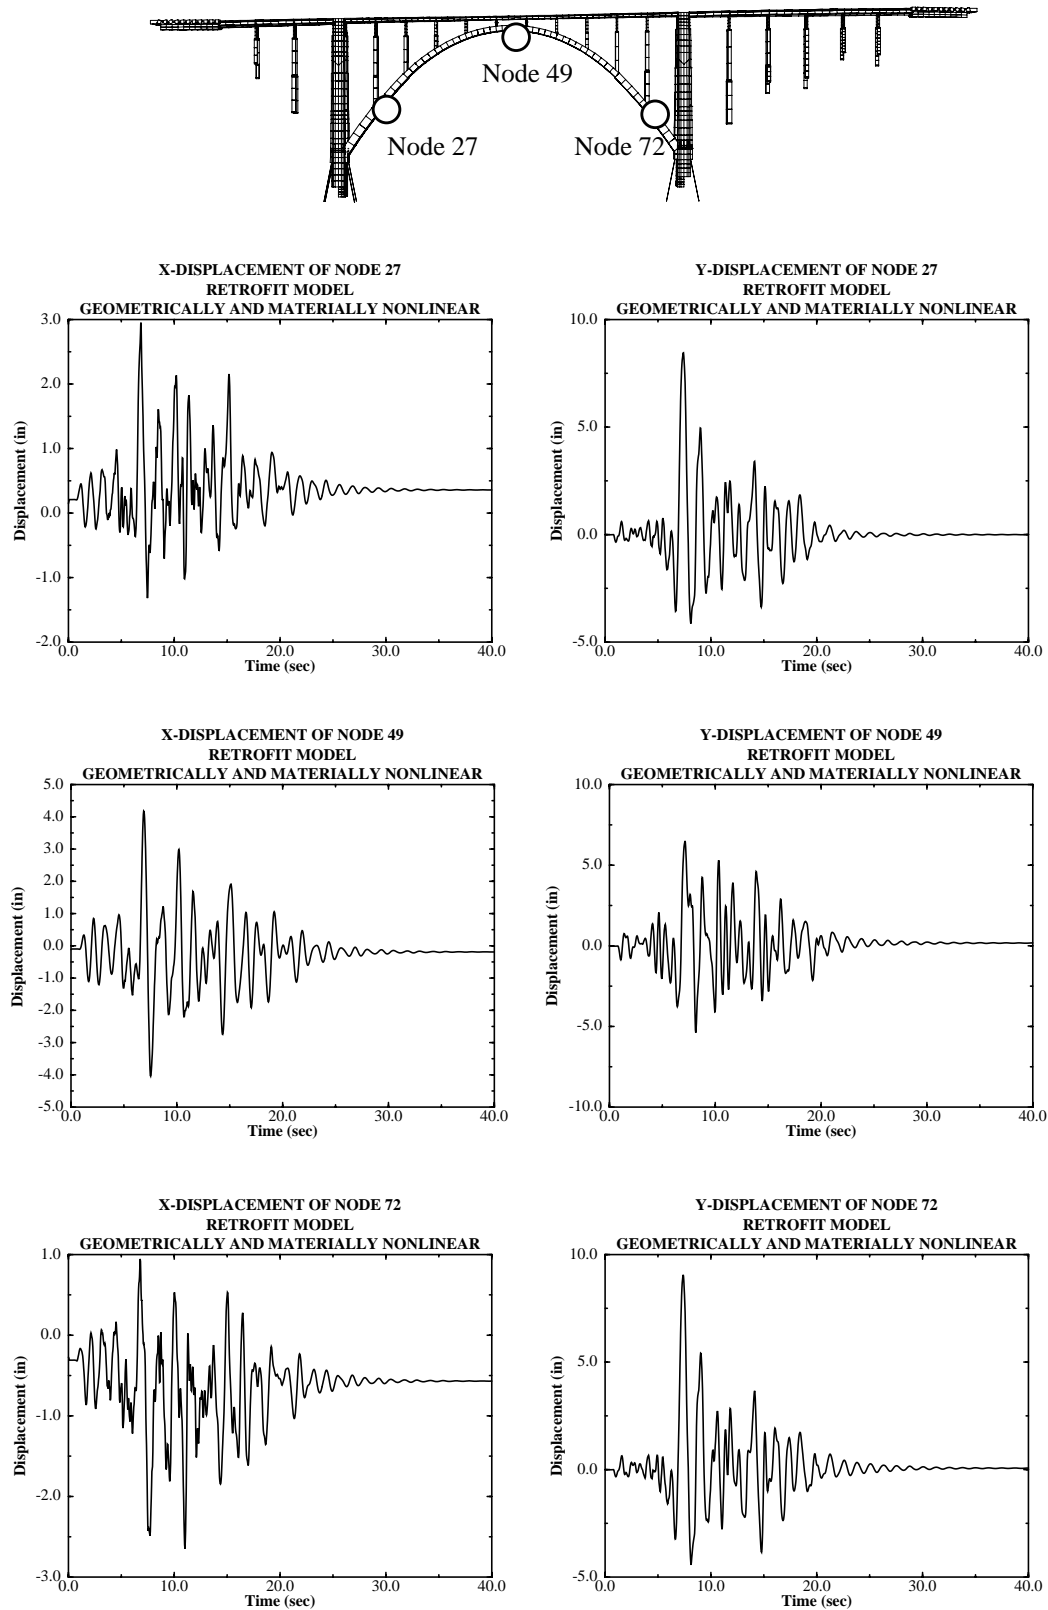 Node 49
Node 27
Node 72
X-DISPLACEMENT OF NODE 27
RETROFIT MODEL
GEOMETRICALLY AND MATERIALLY NONLINEAR
3.0
2.0
1.0
0.0
-1.0
-2.0
Displacement (in)
0.0 10.0 20.0 30.0 40.0
Time (sec)
Y-DISPLACEMENT OF NODE 27
RETROFIT MODEL
GEOMETRICALLY AND MATERIALLY NONLINEAR
10.0
5.0
0.0
-5.0
Displacement (in)
0.0 10.0 20.0 30.0 40.0
Time (sec)
X-DISPLACEMENT OF NODE 49
RETROFIT MODEL
GEOMETRICALLY AND MATERIALLY NONLINEAR
5.0
4.0
3.0
2.0
1.0
0.0
-1.0
-2.0
-3.0
-4.0
-5.0
Displacement (in)
0.0 10.0 20.0 30.0 40.0
Time (sec)
Y-DISPLACEMENT OF NODE 49
RETROFIT MODEL
GEOMETRICALLY AND MATERIALLY NONLINEAR
10.0
5.0
0.0
-5.0
-10.0
Displacement (in)
0.0 10.0 20.0 30.0 40.0
Time (sec)
X-DISPLACEMENT OF NODE 72
RETROFIT MODEL
GEOMETRICALLY AND MATERIALLY NONLINEAR
1.0
0.0
-1.0
-2.0
-3.0
Displacement (in)
0.0 10.0 20.0 30.0 40.0
Time (sec)
Y-DISPLACEMENT OF NODE 72
RETROFIT MODEL
GEOMETRICALLY AND MATERIALLY NONLINEAR
10.0
5.0
0.0
-5.0
Displacement (in)
0.0 10.0 20.0 30.0 40.0
Time (sec)